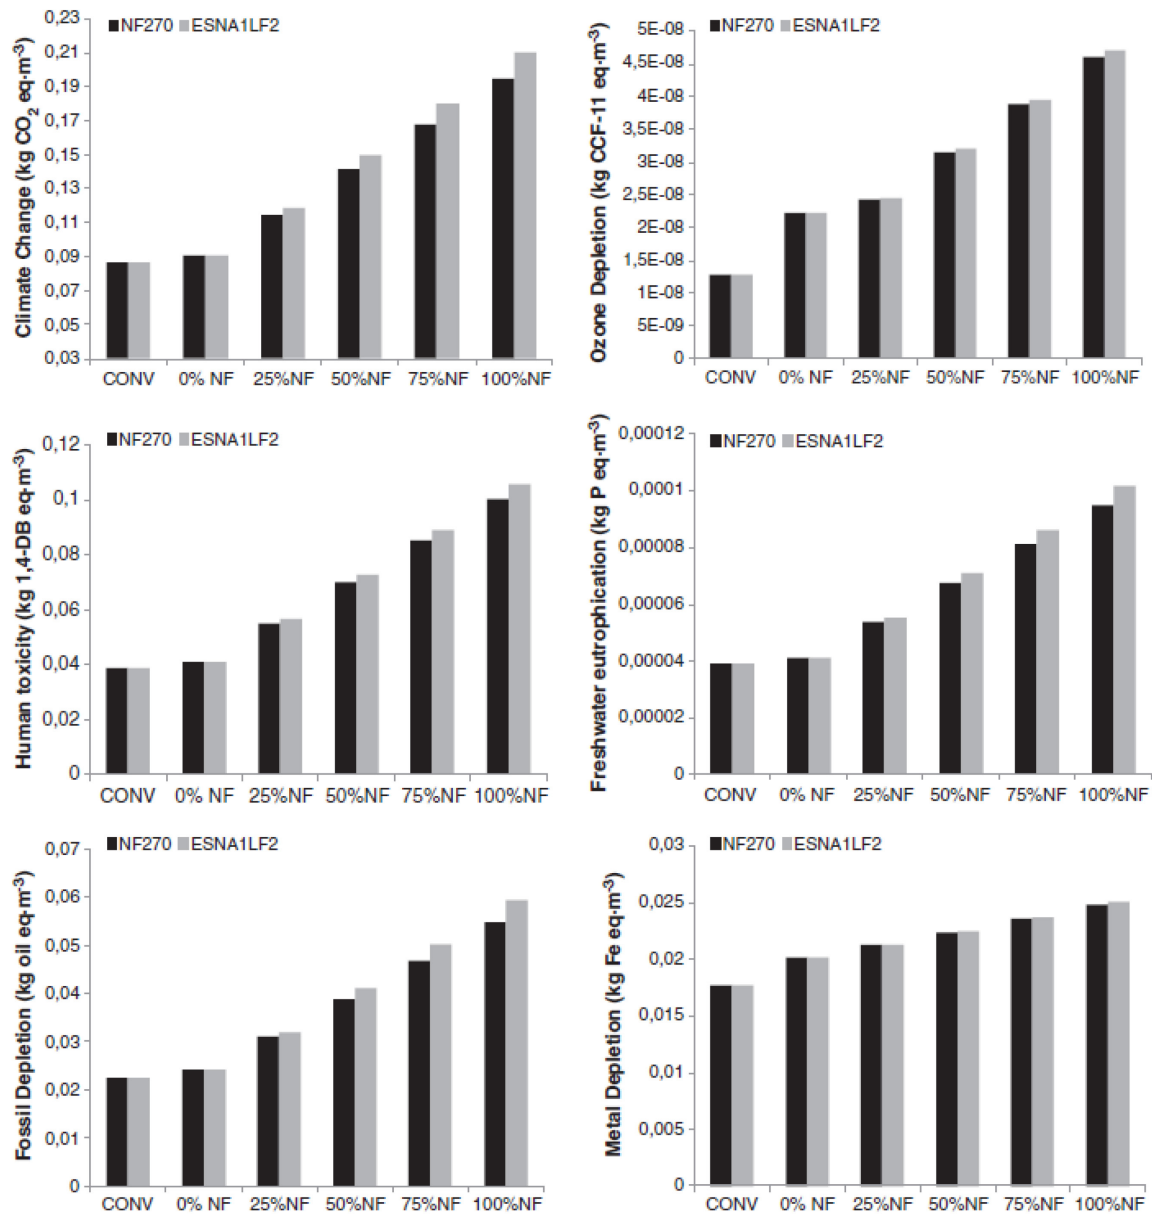 NF270 ESNA1LF2
Climate Change (kg CO2 eq·m-3)
0,23
0,21
0,19
0,17
0,15
0,13
0,11
0,09
0,07
0,05
0,03
CONV 0% NF 25%NF 50%NF 75%NF 100%NF
NF270 ESNA1LF2
Ozone Depletion (kg CCF-11 eq·m-3)
5E-08
4,5E-08
4E-08
3,5E-08
3E-08
2,5E-08
2E-08
1,5E-08
1E-08
5E-09
0
CONV 0% NF 25%NF 50%NF 75%NF 100%NF
NF270 ESNA1LF2
Human toxicity (kg 1,4-DB eq·m-3)
0,12
0,1
0,08
0,06
0,04
0,02
0
CONV 0% NF 25%NF 50%NF 75%NF 100%NF
NF270 ESNA1LF2
Freshwater eutrophication (kg P eq·m-3)
0,00012
0,0001
0,00008
0,00006
0,00004
0,00002
0
CONV 0% NF 25%NF 50%NF 75%NF 100%NF
NF270 ESNA1LF2
Fossil Depletion (kg oil eq·m-3)
0,07
0,06
0,05
0,04
0,03
0,02
0,01
0
CONV 0% NF 25%NF 50%NF 75%NF 100%NF
NF270 ESNA1LF2
Metal Depletion (kg Fe eq·m-3)
0,03
0,025
0,02
0,015
0,01
0,005
0
CONV 0% NF 25%NF 50%NF 75%NF 100%NF